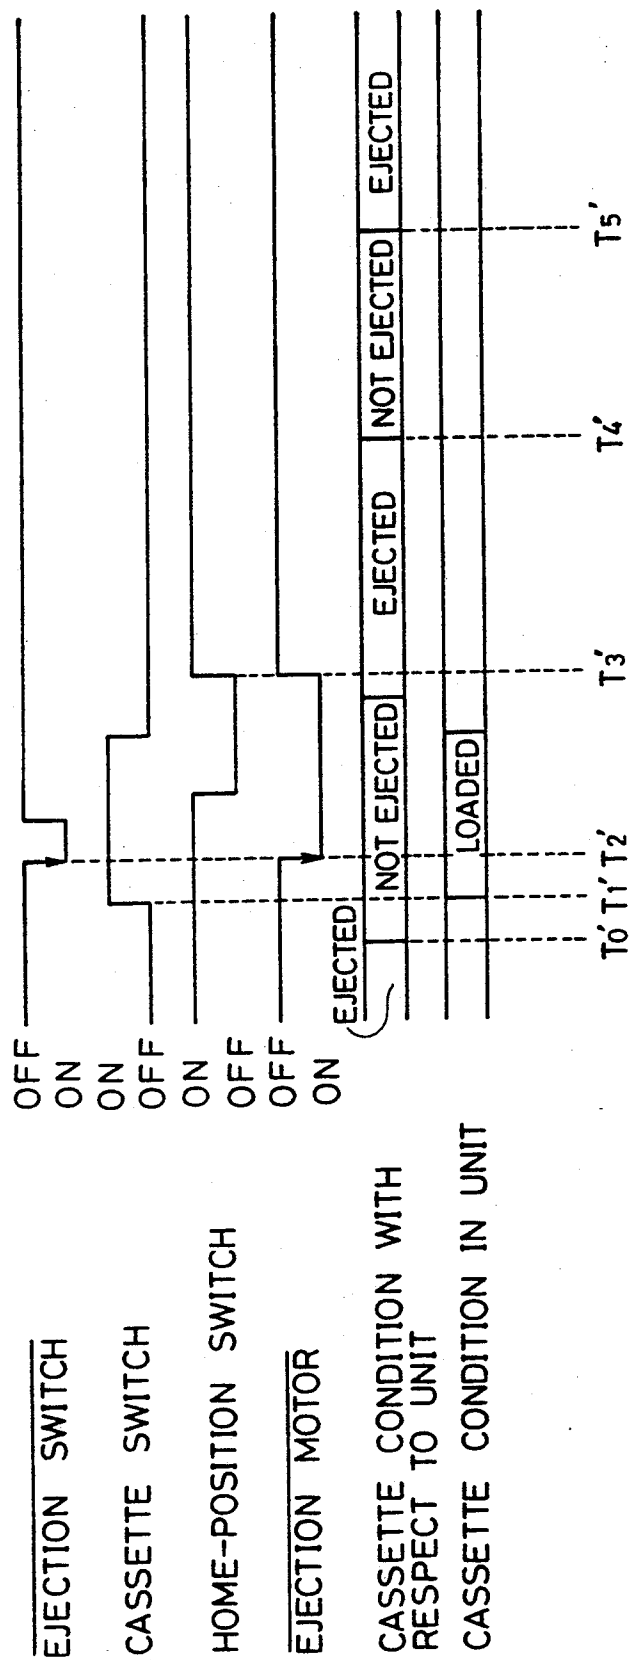 EJECTION SWITCH
OFF
ON
CASSETTE SWITCH
ON
OFF
HOME-POSITION SWITCH
ON
OFF
EJECTION MOTOR
OFF
ON
CASSETTE CONDITION WITH
RESPECT TO UNIT
EJECTED
NOT EJECTED
EJECTED
NOT EJECTED
EJECTED
CASSETTE CONDITION IN UNIT
LOADED
T0' T1' T2' T3' T4' T5'